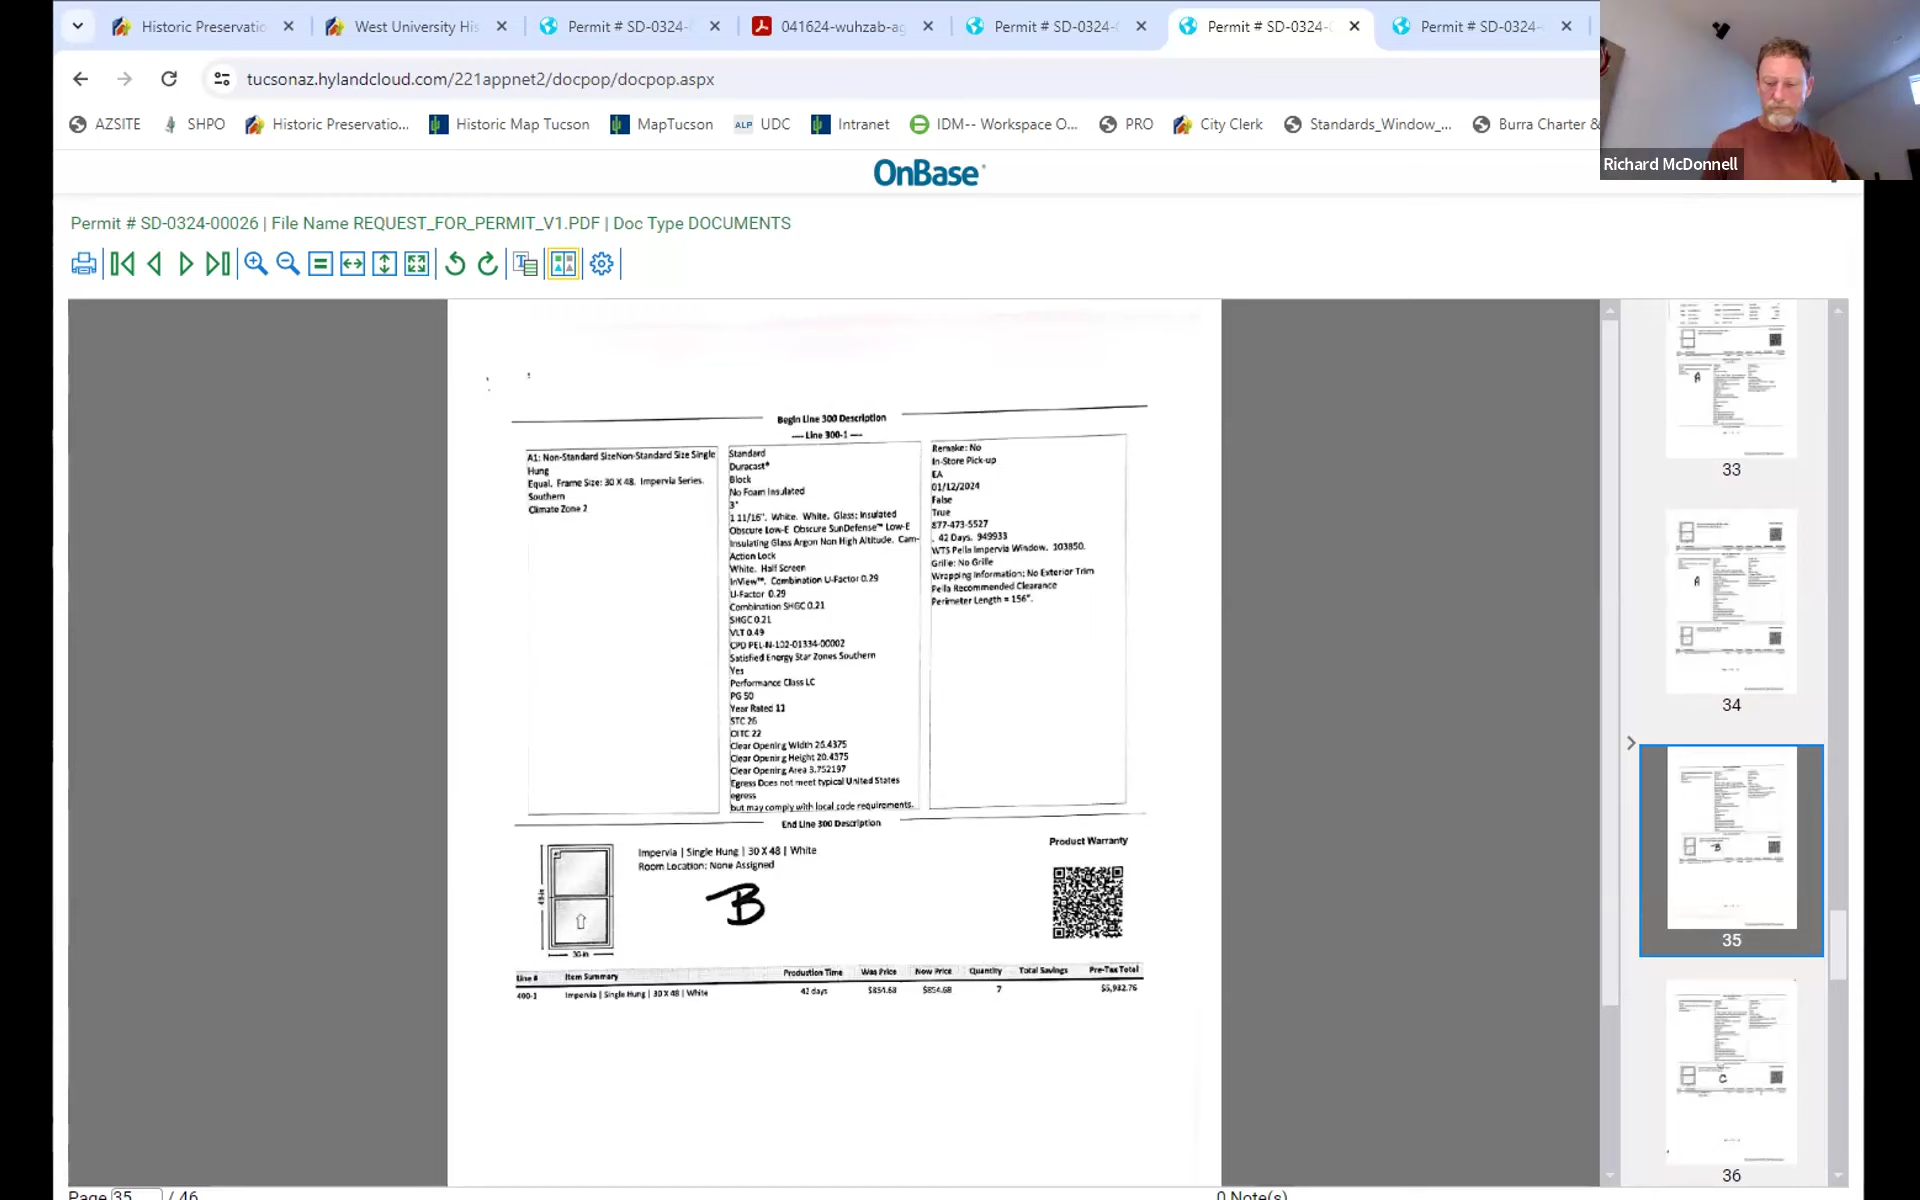 Historic Preservatio
West University His
Permit # SD-0324-
041624-wuhzab-ag
Permit # SD-0324-
Permit # SD-0324-
Permit # SD-0324-
tucsonaz.hylandcloud.com/221appnet2/docpop/docpop.aspx
AZSITE
SHPO
Historic Preservatio...
Historic Map Tucson
MapTucson
ALP UDC
Intranet
IDM-- Workspace O...
PRO
City Clerk
Standards_Window_...
Burra Charter &
Richard McDonnell
OnBase
Permit # SD-0324-00026 | File Name REQUEST_FOR_PERMIT_V1.PDF | Doc Type DOCUMENTS
Begin Line 300 Description
---- Line 300-1 ----
A1: Non-Standard SizeNon-Standard Size Single
Hung
Equal, Frame Size: 30 X 48. Impervia Series.
Southern
Climate Zone 2
Standard
Duracast®
Block
No Foam Insulated
3"
1 11/16". White. White. Glass: Insulated
Obscure Low-E Obscure SunDefense™ Low-E
Insulating Glass Argon Non High Altitude. Cam-
Action Lock
White. Half Screen
InView™. Combination U-Factor 0.29
U-Factor 0.29
Combination SHGC 0.21
SHGC 0.21
VLT 0.49
CPD PEL-N-102-01334-00002
Satisfied Energy Star Zones Southern
Yes
Performance Class LC
PG 50
Year Rated 11
STC 26
OITC 22
Clear Opening Width 26.4375
Clear Opening Height 20.4375
Clear Opening Area 3.752197
Egress Does not meet typical United States
egress
but may comply with local code requirements.
Remake: No
In-Store Pick-up
EA
01/12/2024
False
True
877-473-5527
. 42 Days. 949933
WTS Pella Impervia Window. 103850.
Grille: No Grille
Wrapping Information: No Exterior Trim
Pella Recommended Clearance
Perimeter Length = 156".
End Line 300 Description
Impervia | Single Hung | 30 X 48 | White
Room Location: None Assigned
Product Warranty
B
Line # Item Summary Production Time Was Price Now Price Quantity Total Savings Pre-Tax Total
400-1 Impervia | Single Hung | 30 X 48 | White 42 days $854.68 $854.68 7 $5,982.76
33
A
34
A
35
B
36
C
Page 35 / 46
0 Note(s)